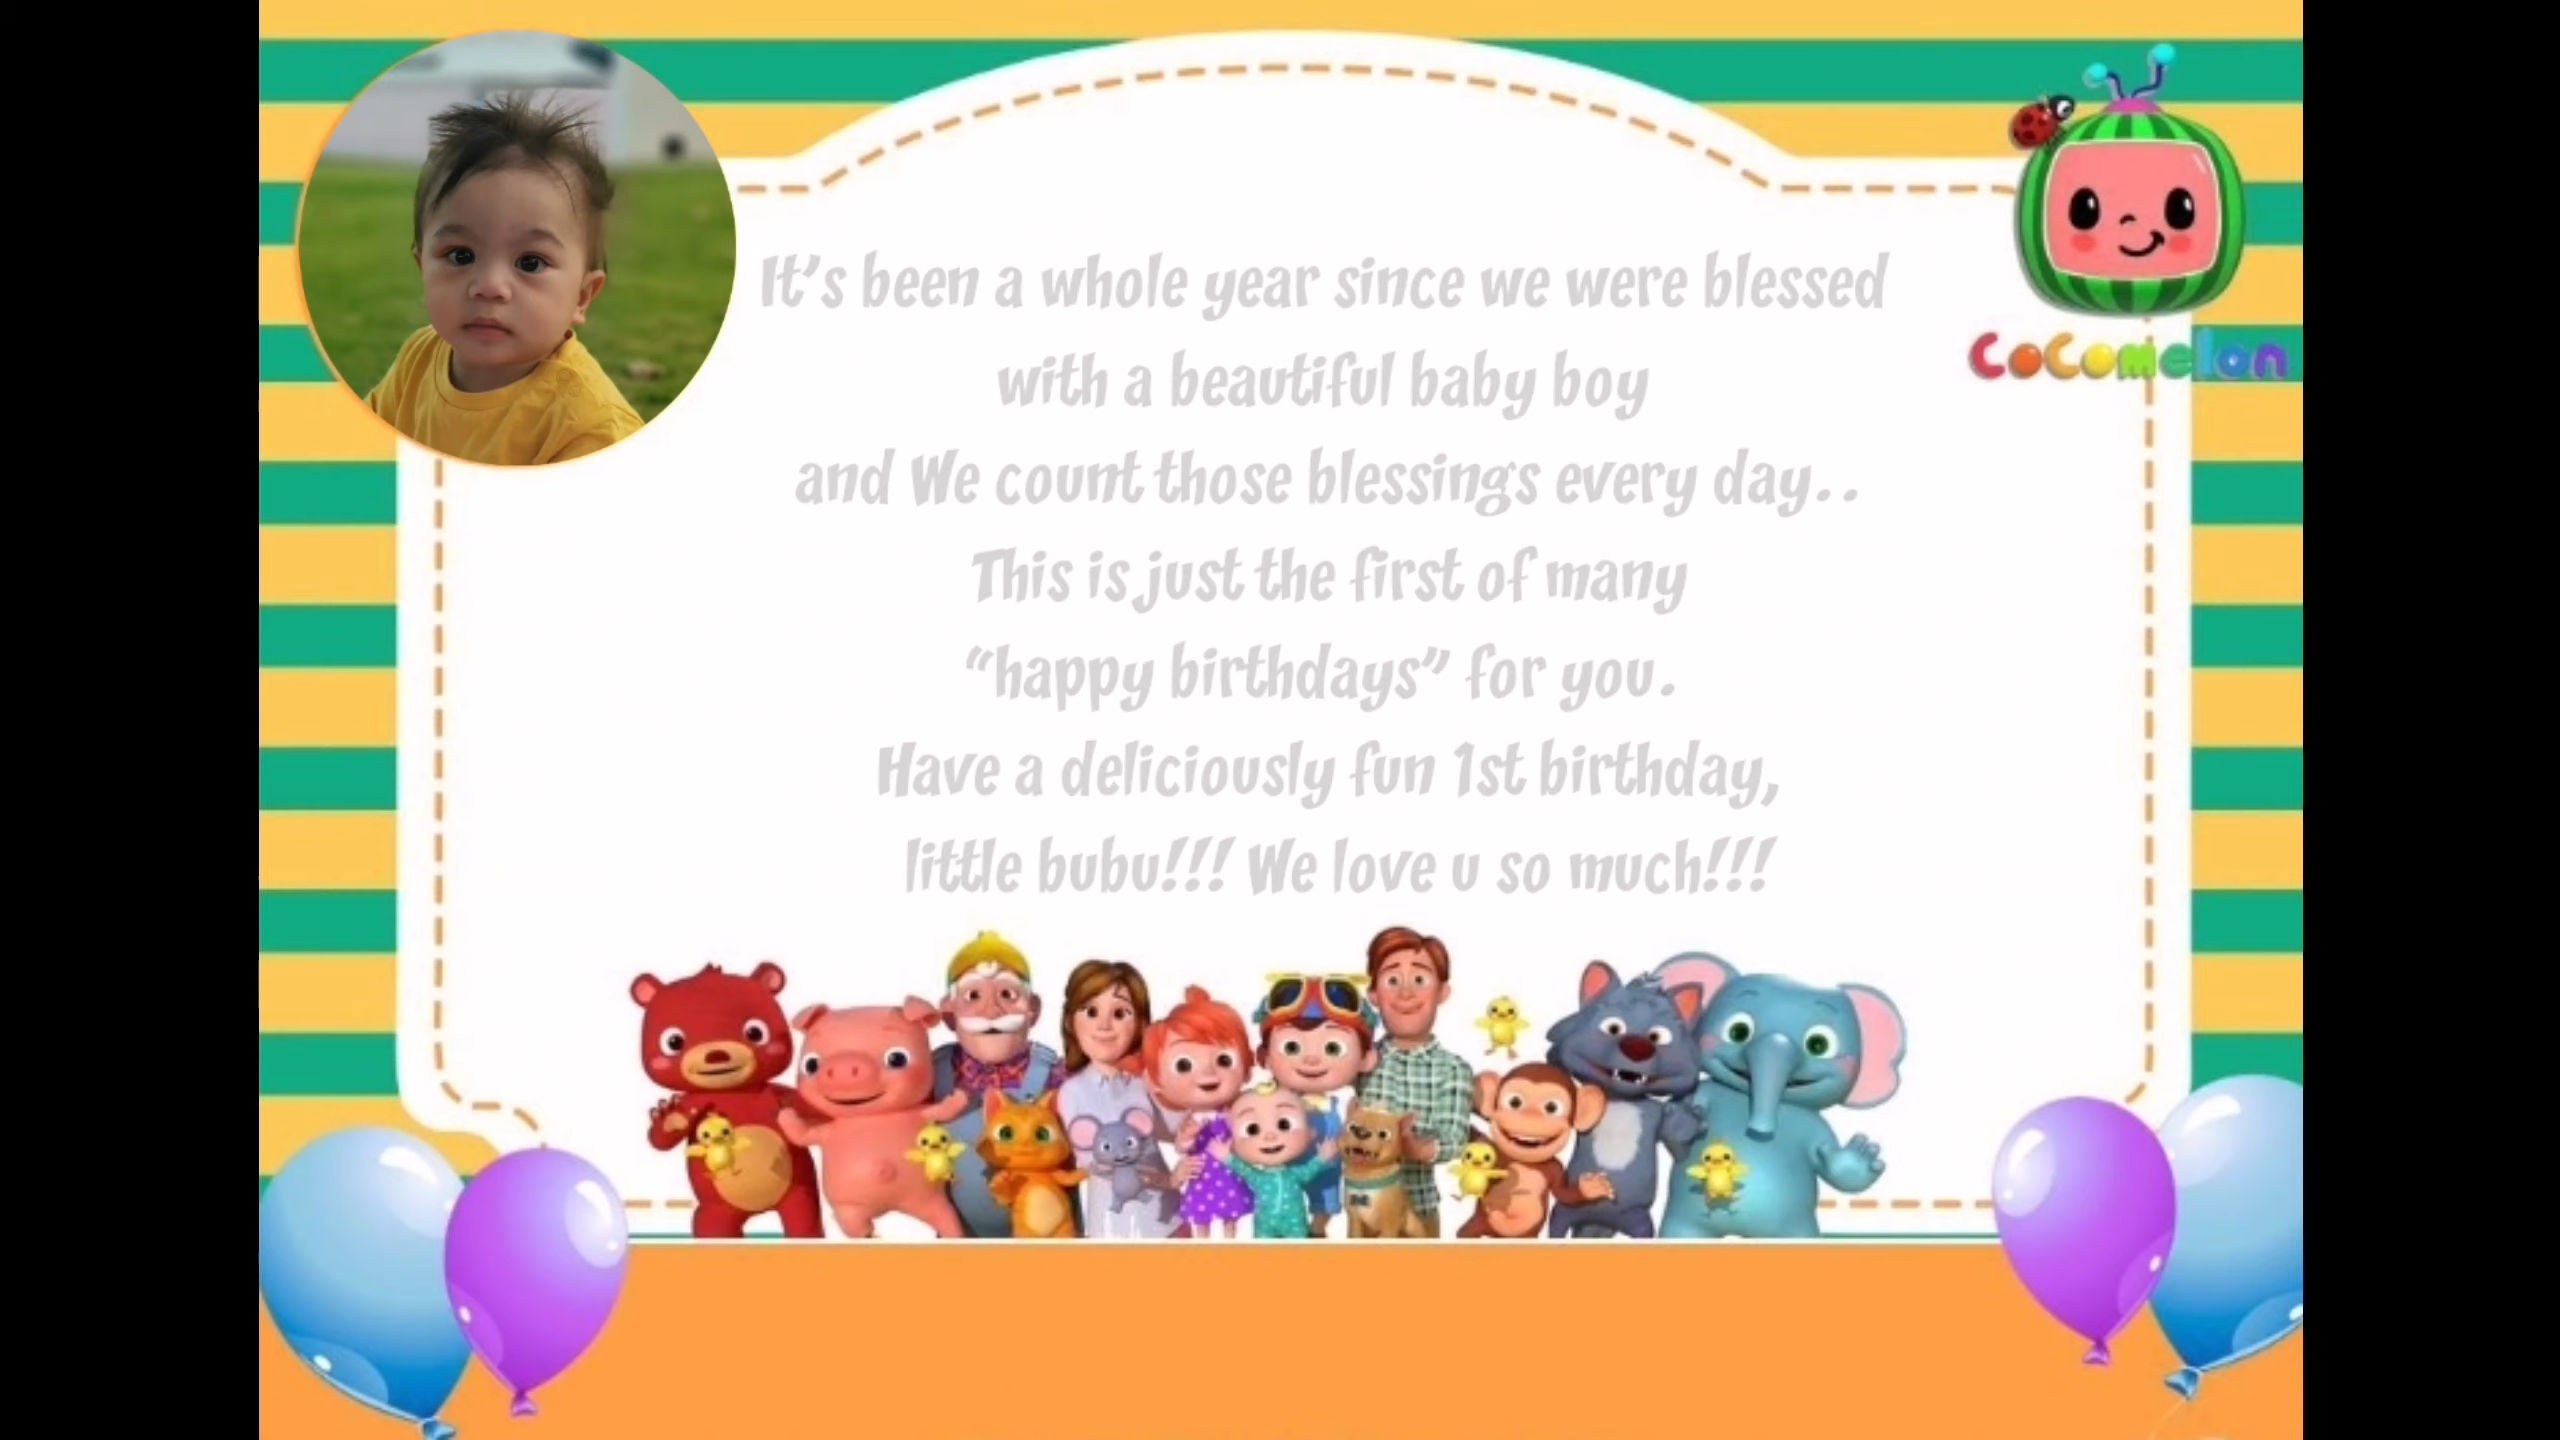 It’s been a whole year since we were blessed
with a beautiful baby boy
and We count those blessings every day..
This is just the first of many
“happy birthdays” for you.
Have a deliciously fun 1st birthday,
little bubu!!! We love u so much!!!
CoComelon